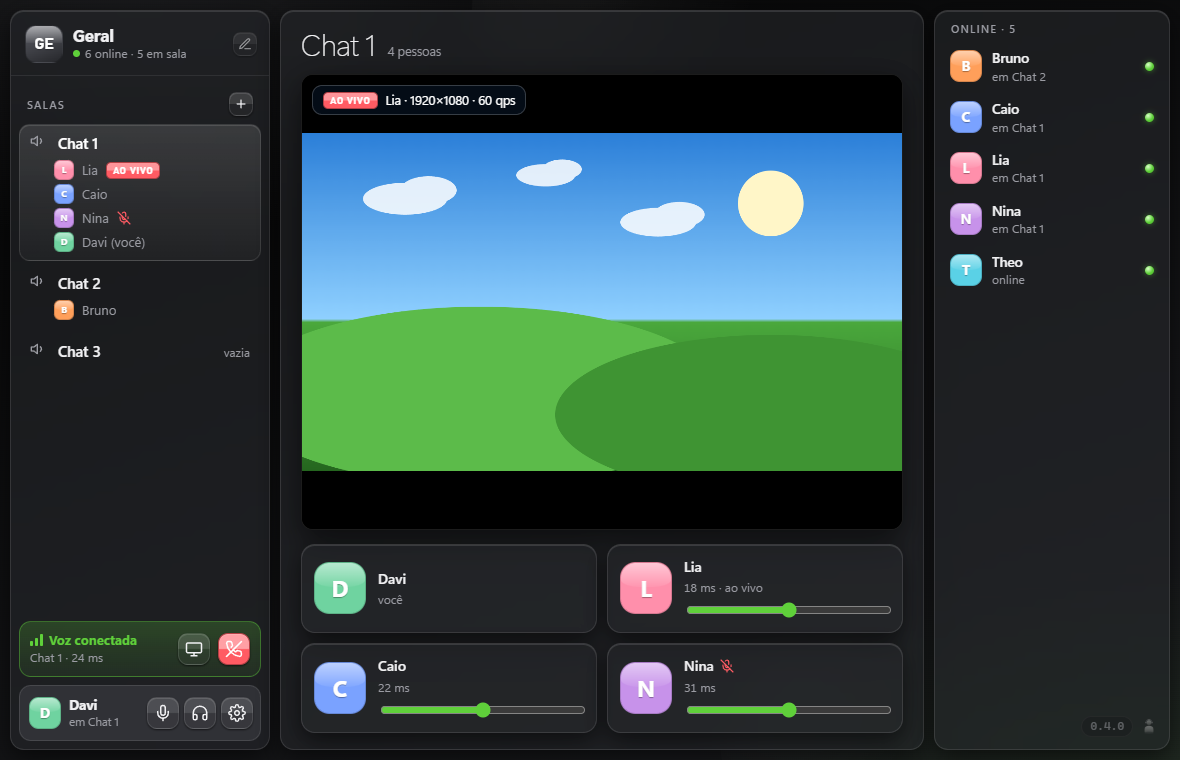 GE
Geral
6 online · 5 em sala
SALAS
Chat 1
L Lia AO VIVO
C Caio
N Nina
D Davi (você)
Chat 2
B Bruno
Chat 3 vazia
Voz conectada
Chat 1 · 24 ms
D
Davi
em Chat 1
Chat 1 4 pessoas
AO VIVO Lia · 1920×1080 · 60 qps
D
Davi
você
L
Lia
18 ms · ao vivo
C
Caio
22 ms
N
Nina
31 ms
ONLINE · 5
B
Bruno
em Chat 2
C
Caio
em Chat 1
L
Lia
em Chat 1
N
Nina
em Chat 1
T
Theo
online
0.4.0